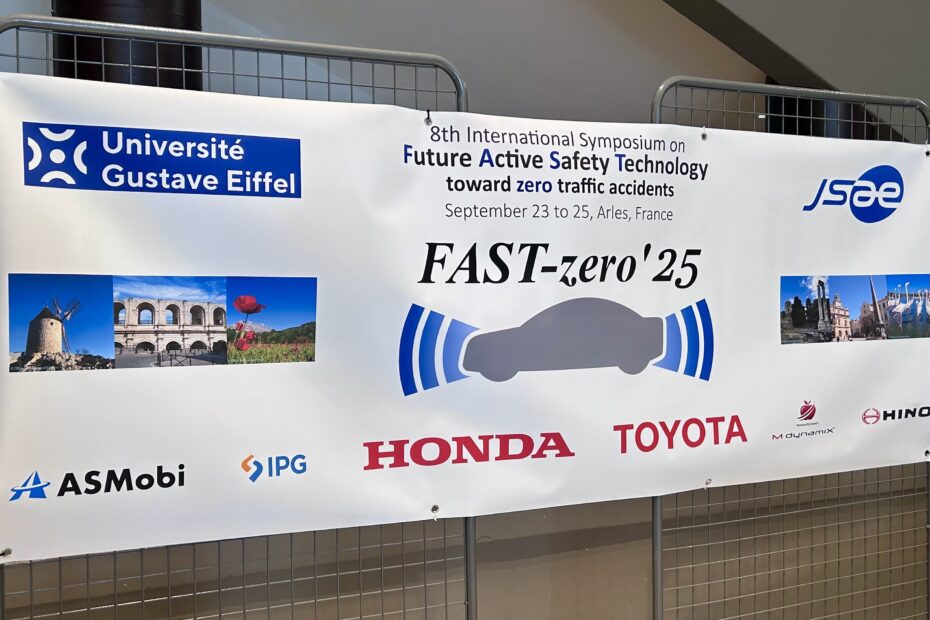 Université
Gustave Eiffel
8th International Symposium on
Future Active Safety Technology
toward zero traffic accidents
September 23 to 25, Arles, France
JSae
FAST-zero'25
ASMobi
IPG
HONDA
TOYOTA
M dynamiX
HINO